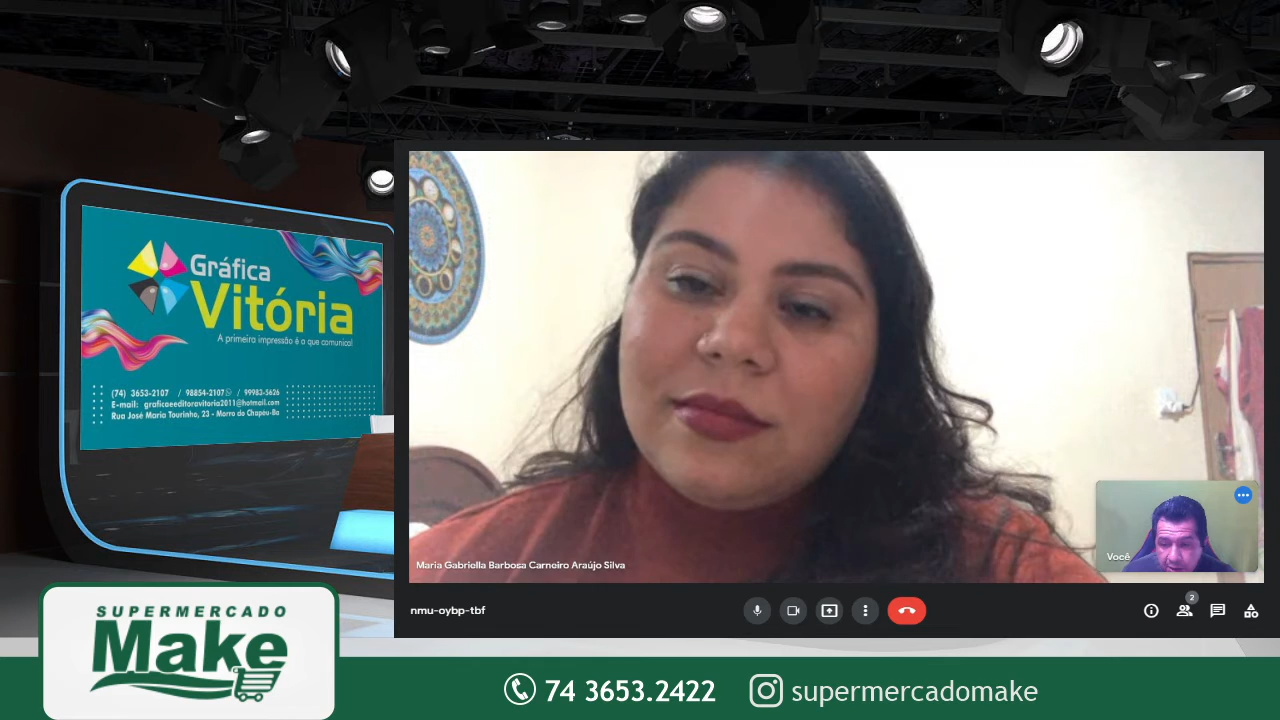 Gráfica
Vitória
A primeira impressão é a que comunica!
(74) 3653-2107 / 98854-2107 / 99983-5626
E-mail: graficaeeditoravitoria2011@hotmail.com
Rua José Maria Tourinho, 23 - Morro do Chapéu-Ba
Maria Gabriella Barbosa Carneiro Araújo Silva
Você
nmu-oybp-tbf
2
SUPERMERCADO
Make
74 3653.2422
supermercadomake